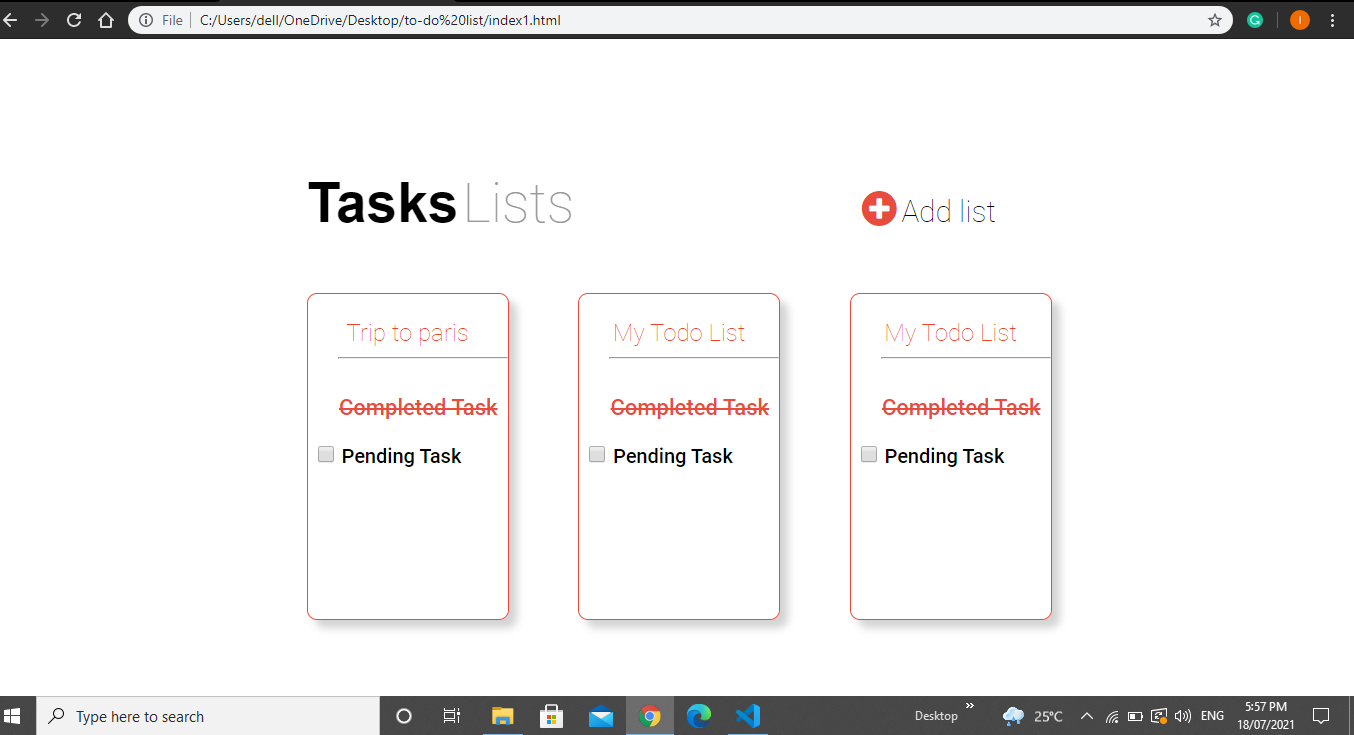 File C:/Users/dell/OneDrive/Desktop/to-do%20list/index1.html
Tasks Lists
Add list
Trip to paris
Completed Task
Pending Task
My Todo List
Completed Task
Pending Task
My Todo List
Completed Task
Pending Task
Type here to search
Desktop
25°C
ENG
5:57 PM
18/07/2021